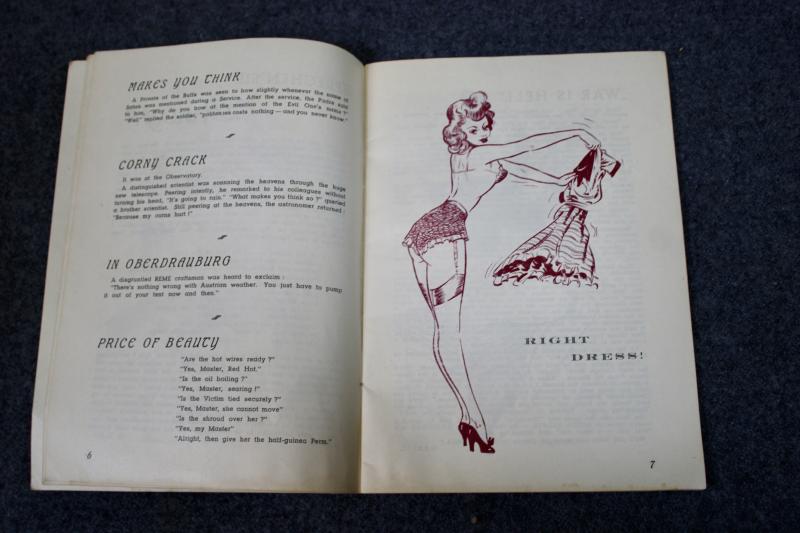 MAKES YOU THINK
A Private of the Buffs was seen to bow slightly whenever the name of
Satan was mentioned during a Service. After the service, the Padre said
to him, "Why do you bow at the mention of the Evil One's name?"
"Well" replied the soldier, "politeness costs nothing — and you never know."
CORNY CRACK
It was at the Observatory.
A distinguished scientist was scanning the heavens through the huge
new telescope. Peering intently, he remarked to his colleagues without
turning his head, "It's going to rain." "What makes you think so?" queried
a brother scientist. Still peering at the heavens, the astronomer returned:
"Because my corns hurt!"
IN OBERDRAUBURG
A disgruntled REME craftsman was heard to exclaim:
"There's nothing wrong with Austrian weather. You just have to pump
it out of your tent now and then."
PRICE OF BEAUTY
"Are the hot wires ready?"
"Yes, Master, Red Hot."
"Is the oil boiling?"
"Yes, Master, searing!"
"Is the Victim tied securely?"
"Yes, Master, she cannot move"
"Is the shroud over her?"
"Yes, my Master"
"Alright, then give her the half-guinea Perm."
6
RIGHT
DRESS!
7